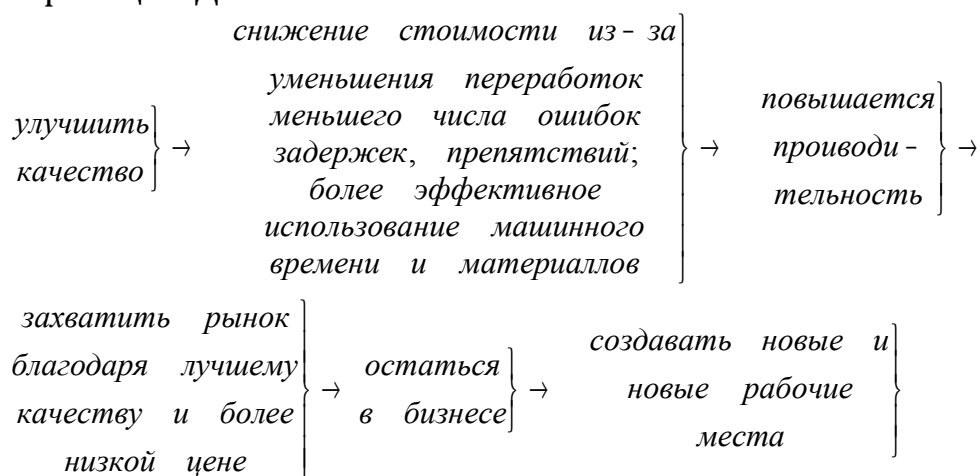 улучшить
качество
→
снижение стоимости из- за
уменьшения переработок
меньшего числа ошибок
задержек, препятствий;
более эффективное
использование машинного
времени и материаллов
→
повышается
проиводи -
тельность
→
захватить рынок
благодаря лучшему
качеству и более
низкой цене
→
остаться
в бизнесе
→
создавать новые и
новые рабочие
места